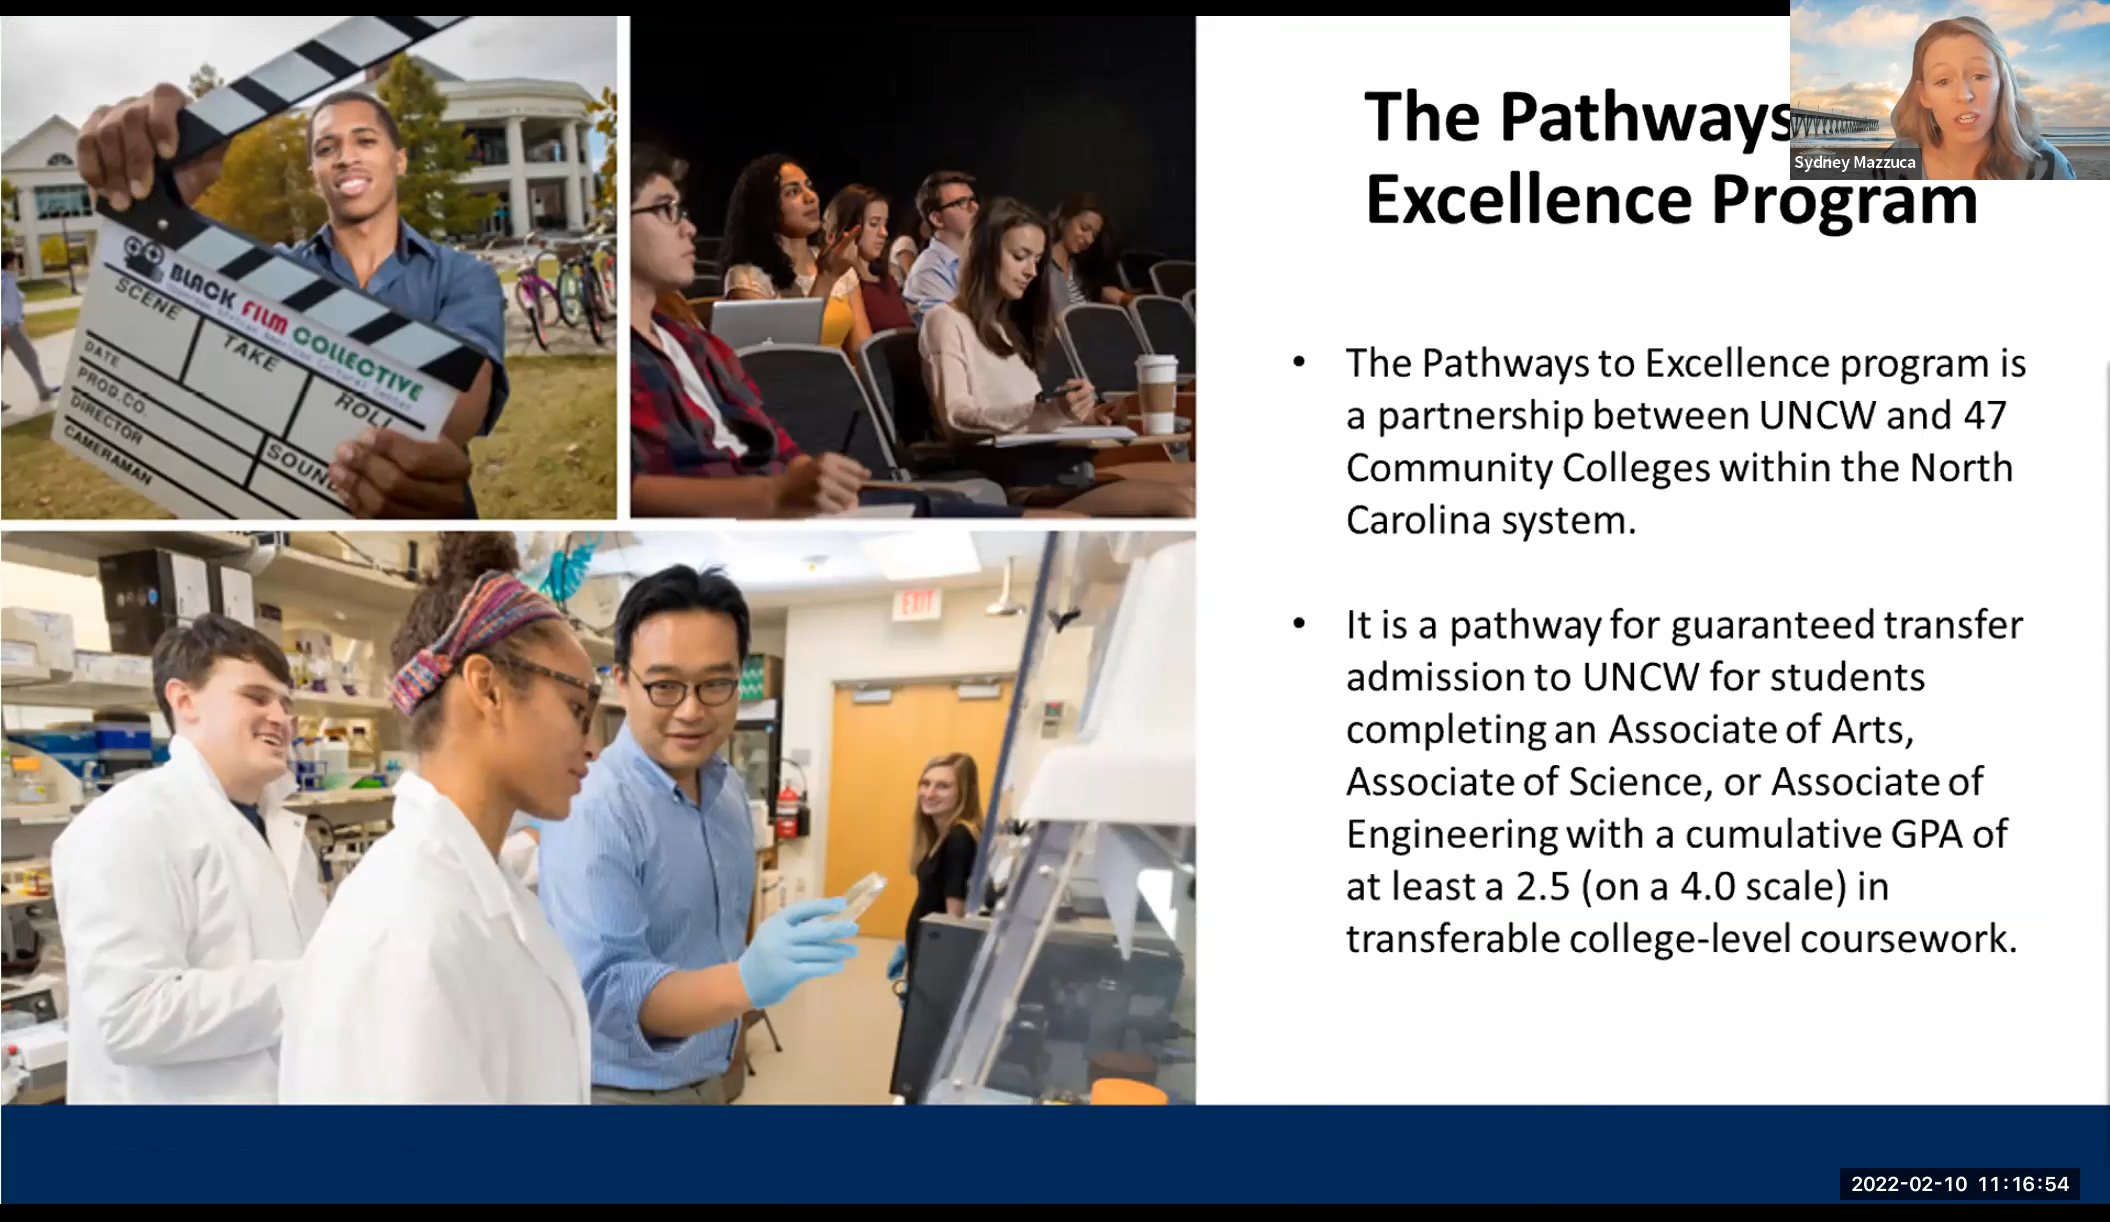 BLACK FILM COLLECTIVE
SCENE
TAKE
ROLL
DATE
PROD.CO.
DIRECTOR
SOUND
CAMERAMAN
EXIT
The Pathways
Excellence Program
Sydney Mazzuca
• The Pathways to Excellence program is
a partnership between UNCW and 47
Community Colleges within the North
Carolina system.
• It is a pathway for guaranteed transfer
admission to UNCW for students
completing an Associate of Arts,
Associate of Science, or Associate of
Engineering with a cumulative GPA of
at least a 2.5 (on a 4.0 scale) in
transferable college-level coursework.
2022-02-10 11:16:54